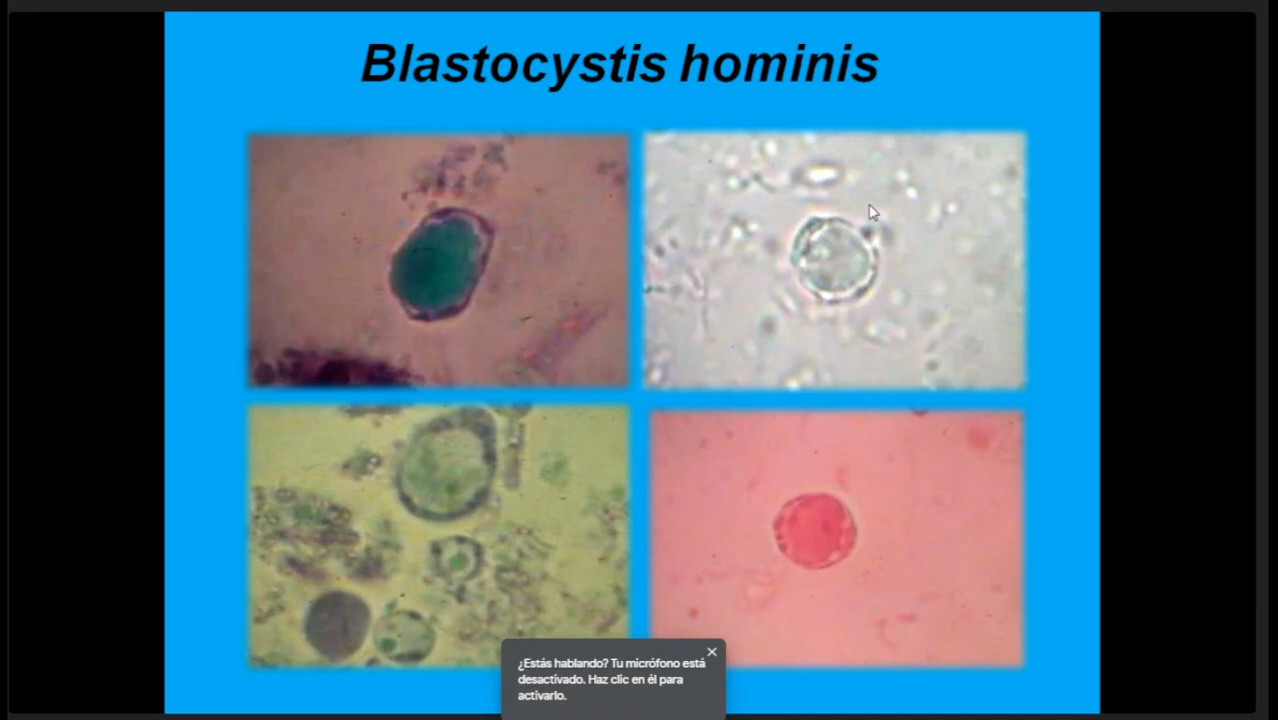 Blastocystis hominis
¿Estás hablando? Tu micrófono está
desactivado. Haz clic en él para
activarlo.